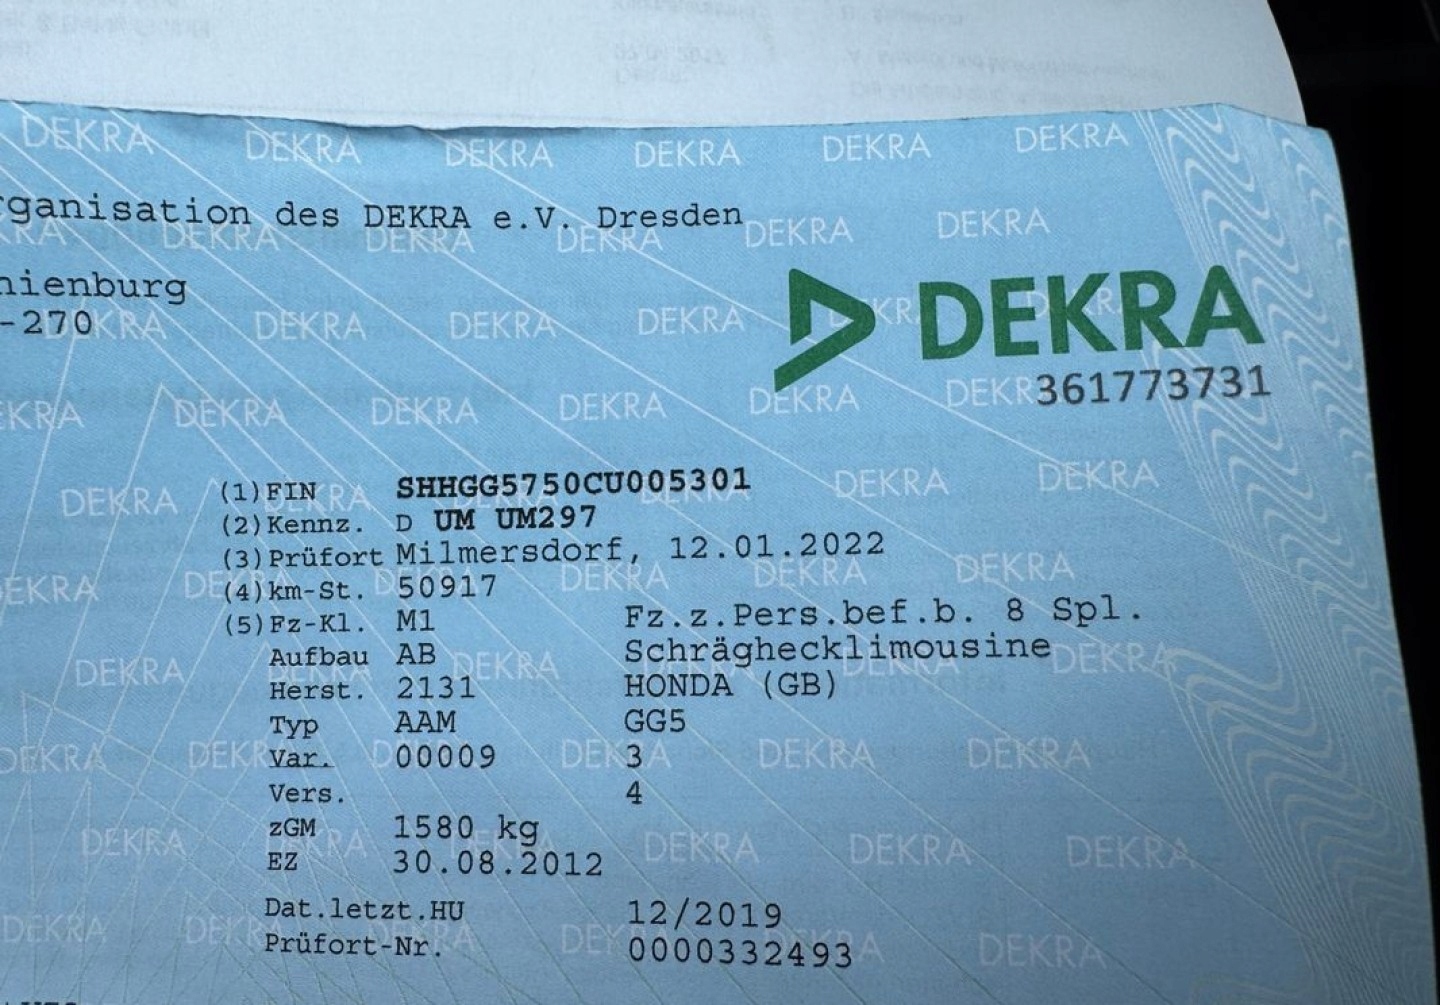 rganisation des DEKRA e.V. Dresden
nienburg
-270
DEKRA
361773731
(1) FIN SHHGG5750CU005301
(2) Kennz. D UM UM297
(3) Prüfort Milmersdorf, 12.01.2022
(4) km-St. 50917
(5) Fz-Kl. M1 Fz.z.Pers.bef.b. 8 Spl.
Aufbau AB Schräghecklimousine
Herst. 2131 HONDA (GB)
Typ AAM GG5
Var. 00009 3
Vers. 4
zGM 1580 kg
EZ 30.08.2012
Dat.letzt.HU 12/2019
Prüfort-Nr. 0000332493